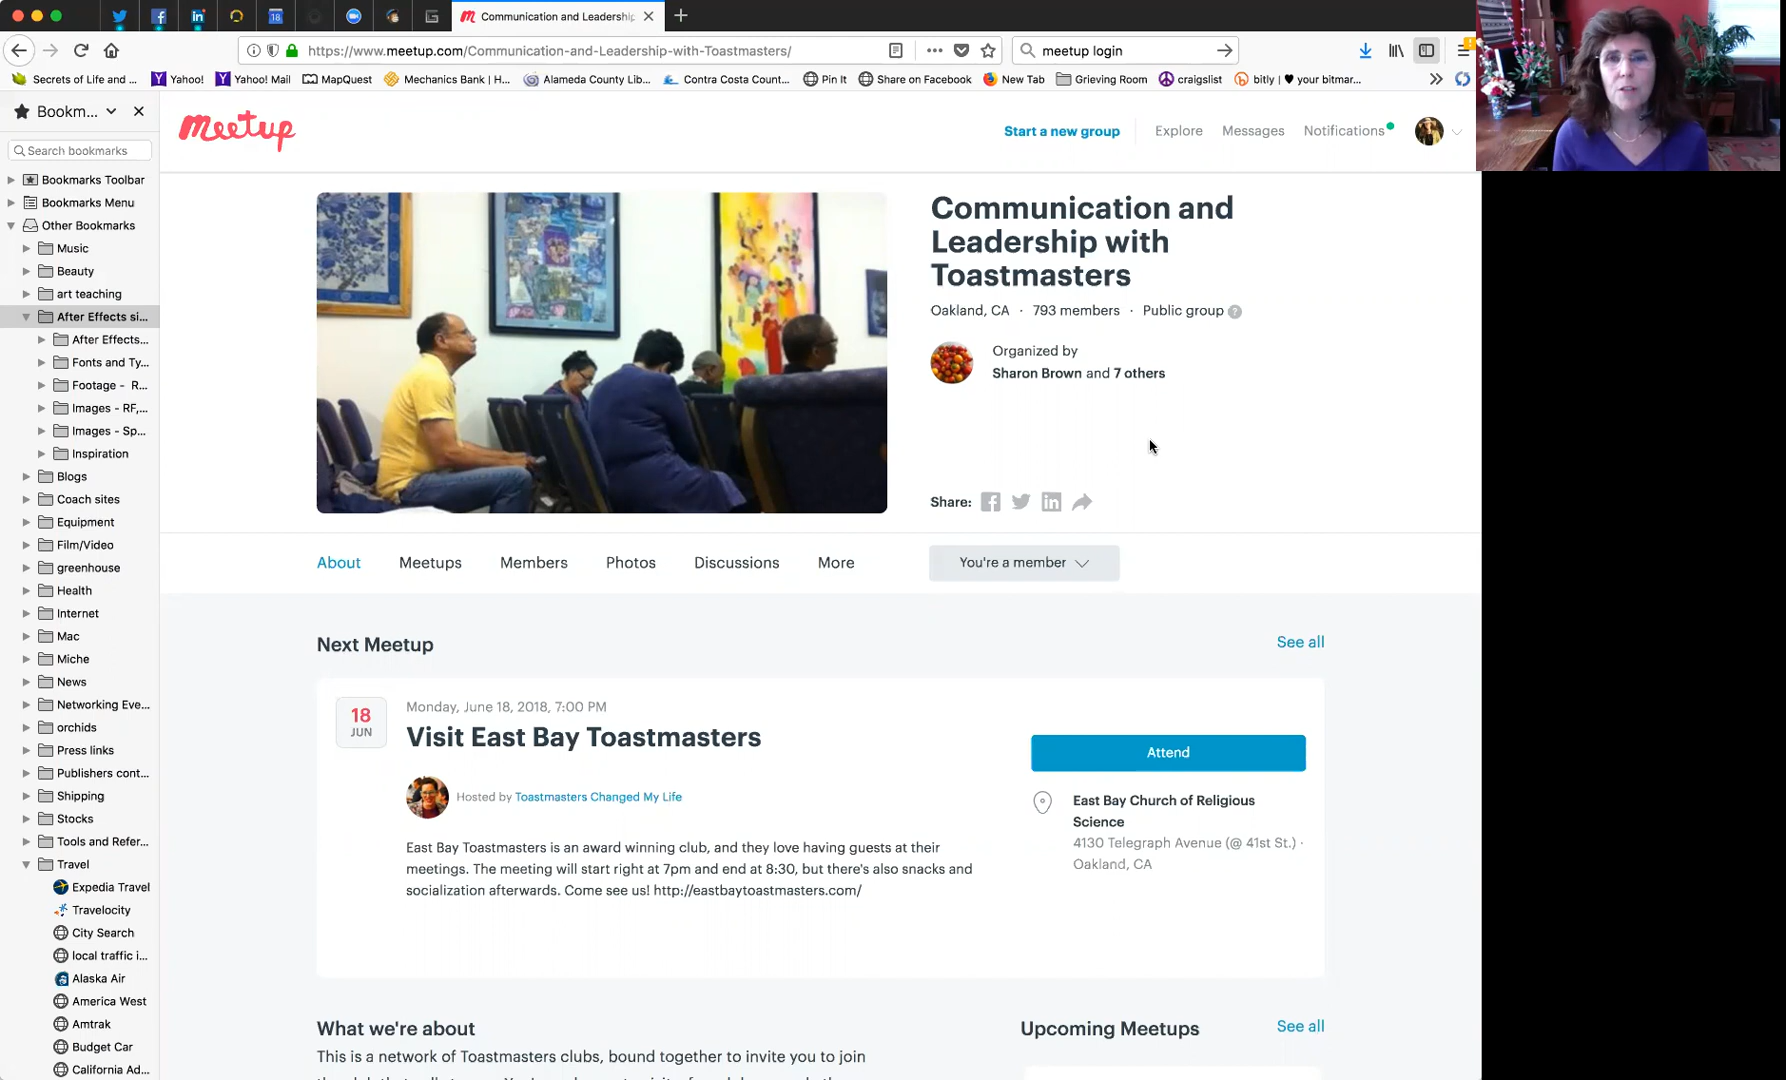 18
Communication and Leadership
https://www.meetup.com/Communication-and-Leadership-with-Toastmasters/
meetup login
Secrets of Life and ...
Yahoo!
Yahoo! Mail
MapQuest
Mechanics Bank | H...
Alameda County Lib...
Contra Costa Count...
Pin It
Share on Facebook
New Tab
Grieving Room
craigslist
bitly | ♥ your bitmar...
Bookm...
Search bookmarks
Bookmarks Toolbar
Bookmarks Menu
Other Bookmarks
Music
Beauty
art teaching
After Effects si...
After Effects...
Fonts and Ty...
Footage - R...
Images - RF,...
Images - Sp...
Inspiration
Blogs
Coach sites
Equipment
Film/Video
greenhouse
Health
Internet
Mac
Miche
News
Networking Eve...
orchids
Press links
Publishers cont...
Shipping
Stocks
Tools and Refer...
Travel
Expedia Travel
Travelocity
City Search
local traffic i...
Alaska Air
America West
Amtrak
Budget Car
California Ad...
Meetup
Start a new group
Explore
Messages
Notifications
Communication and
Leadership with
Toastmasters
Oakland, CA · 793 members · Public group ?
Organized by
Sharon Brown and 7 others
Share:
About
Meetups
Members
Photos
Discussions
More
You're a member
Next Meetup
See all
18
JUN
Monday, June 18, 2018, 7:00 PM
Visit East Bay Toastmasters
Hosted by Toastmasters Changed My Life
East Bay Toastmasters is an award winning club, and they love having guests at their
meetings. The meeting will start right at 7pm and end at 8:30, but there's also snacks and
socialization afterwards. Come see us! http://eastbaytoastmasters.com/
Attend
East Bay Church of Religious
Science
4130 Telegraph Avenue (@ 41st St.) ·
Oakland, CA
What we're about
This is a network of Toastmasters clubs, bound together to invite you to join
Upcoming Meetups
See all